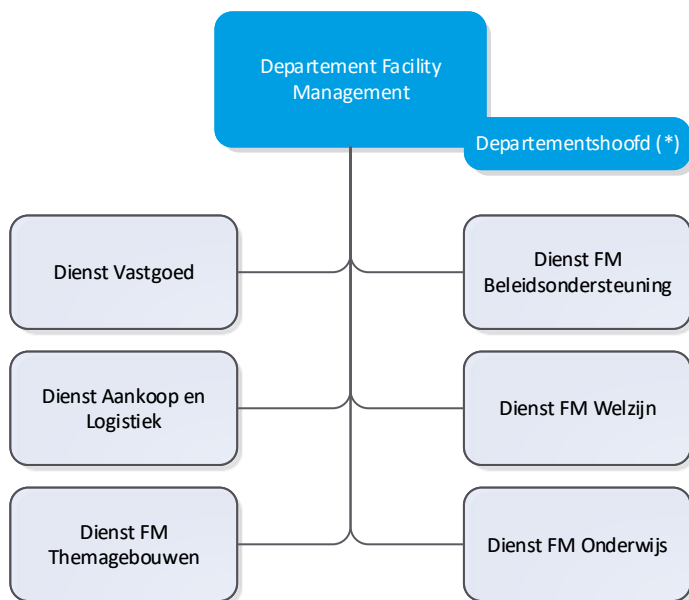 Departement Facility
Management
Departementshoofd (*)
Dienst Vastgoed
Dienst FM
Beleidsondersteuning
Dienst Aankoop en
Logistiek
Dienst FM Welzijn
Dienst FM
Themagebouwen
Dienst FM Onderwijs